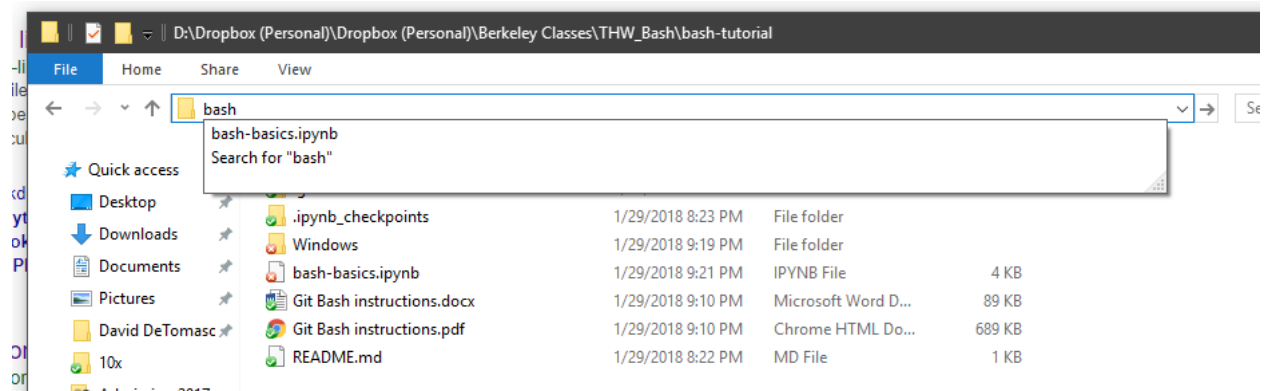 D:\Dropbox (Personal)\Dropbox (Personal)\Berkeley Classes\THW_Bash\bash-tutorial
File Home Share View
bash
bash-basics.ipynb
Search for "bash"
Quick access
Desktop
.ipynb_checkpoints 1/29/2018 8:23 PM File folder
Downloads
Windows 1/29/2018 9:19 PM File folder
Documents
bash-basics.ipynb 1/29/2018 9:21 PM IPYNB File 4 KB
Pictures
Git Bash instructions.docx 1/29/2018 9:10 PM Microsoft Word D... 89 KB
David DeTomasc
Git Bash instructions.pdf 1/29/2018 9:10 PM Chrome HTML Do... 689 KB
10x
README.md 1/29/2018 8:22 PM MD File 1 KB